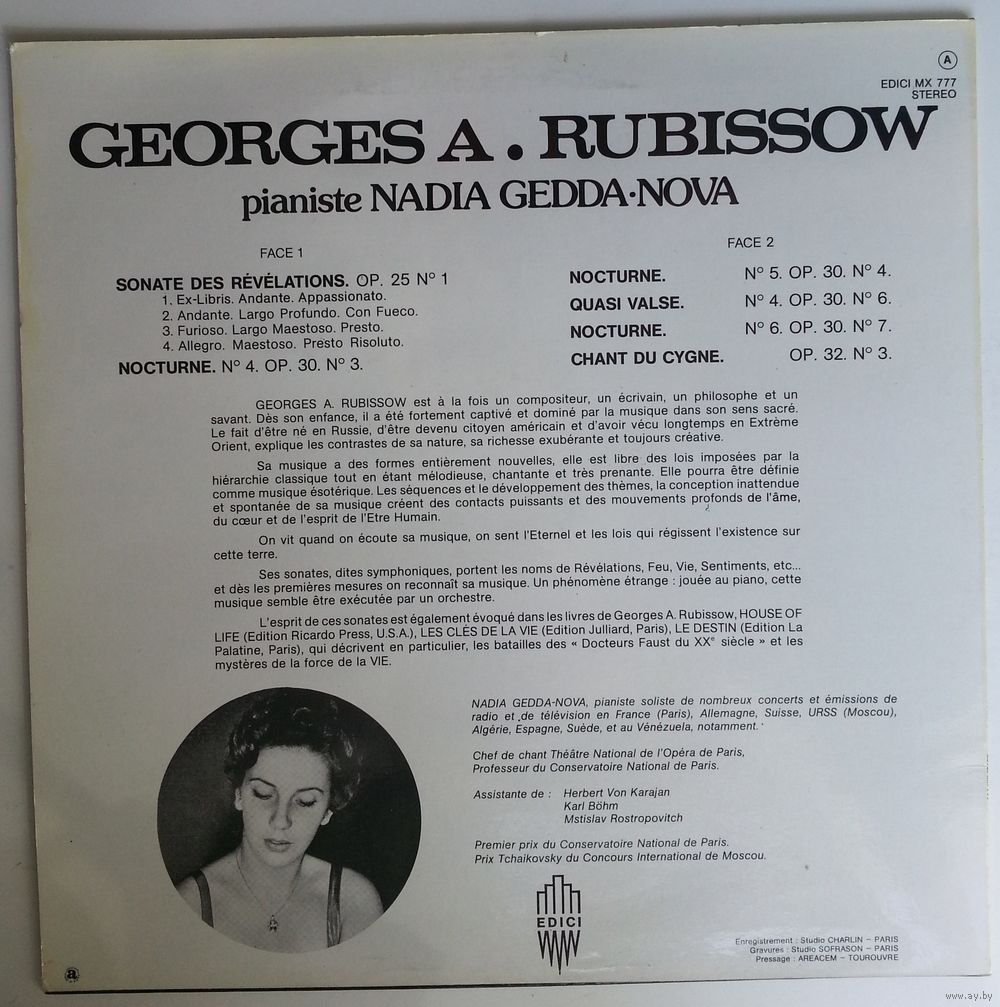 A
EDICI MX 777
STEREO
GEORGES A. RUBISSOW
pianiste NADIA GEDDA-NOVA
FACE 1
SONATE DES RÉVÉLATIONS. OP. 25 N° 1
1. Ex-Libris. Andante. Appassionato.
2. Andante. Largo Profundo. Con Fueco.
3. Furioso. Largo Maestoso. Presto.
4. Allegro. Maestoso. Presto Risoluto.
NOCTURNE. N° 4. OP. 30. N° 3.
FACE 2
NOCTURNE. N° 5. OP. 30. N° 4.
QUASI VALSE. N° 4. OP. 30. N° 6.
NOCTURNE. N° 6. OP. 30. N° 7.
CHANT DU CYGNE. OP. 32. N° 3.
GEORGES A. RUBISSOW est à la fois un compositeur, un écrivain, un philosophe et un
savant. Dès son enfance, il a été fortement captivé et dominé par la musique dans son sens sacré.
Le fait d'être né en Russie, d'être devenu citoyen américain et d'avoir vécu longtemps en Extrème
Orient, explique les contrastes de sa nature, sa richesse exubérante et toujours créative.
Sa musique a des formes entièrement nouvelles, elle est libre des lois imposées par la
hiérarchie classique tout en étant mélodieuse, chantante et très prenante. Elle pourra être définie
comme musique ésotérique. Les séquences et le développement des thèmes, la conception inattendue
et spontanée de sa musique créent des contacts puissants et des mouvements profonds de l'âme,
du cœur et de l'esprit de l'Etre Humain.
On vit quand on écoute sa musique, on sent l'Eternel et les lois qui régissent l'existence sur
cette terre.
Ses sonates, dites symphoniques, portent les noms de Révélations, Feu, Vie, Sentiments, etc...
et dès les premières mesures on reconnaît sa musique. Un phénomène étrange : jouée au piano, cette
musique semble être exécutée par un orchestre.
L'esprit de ces sonates est également évoqué dans les livres de Georges A. Rubissow, HOUSE OF
LIFE (Edition Ricardo Press, U.S.A.), LES CLÉS DE LA VIE (Edition Julliard, Paris), LE DESTIN (Edition La
Palatine, Paris), qui décrivent en particulier, les batailles des « Docteurs Faust du XXe siècle » et les
mystères de la force de la VIE.
NADIA GEDDA-NOVA, pianiste soliste de nombreux concerts et émissions de
radio et de télévision en France (Paris), Allemagne, Suisse, URSS (Moscou),
Algérie, Espagne, Suède, et au Vénézuela, notamment.
Chef de chant Théâtre National de l'Opéra de Paris,
Professeur du Conservatoire National de Paris.
Assistante de : Herbert Von Karajan
Karl Böhm
Mstislav Rostropovitch
Premier prix du Conservatoire National de Paris.
Prix Tchaikovsky du Concours International de Moscou.
EDICI
Enregistrement : Studio CHARLIN – PARIS
Gravures : Studio SOFRASON – PARIS
Pressage : AREACEM – TOUROUVRE
a
www.ay.by